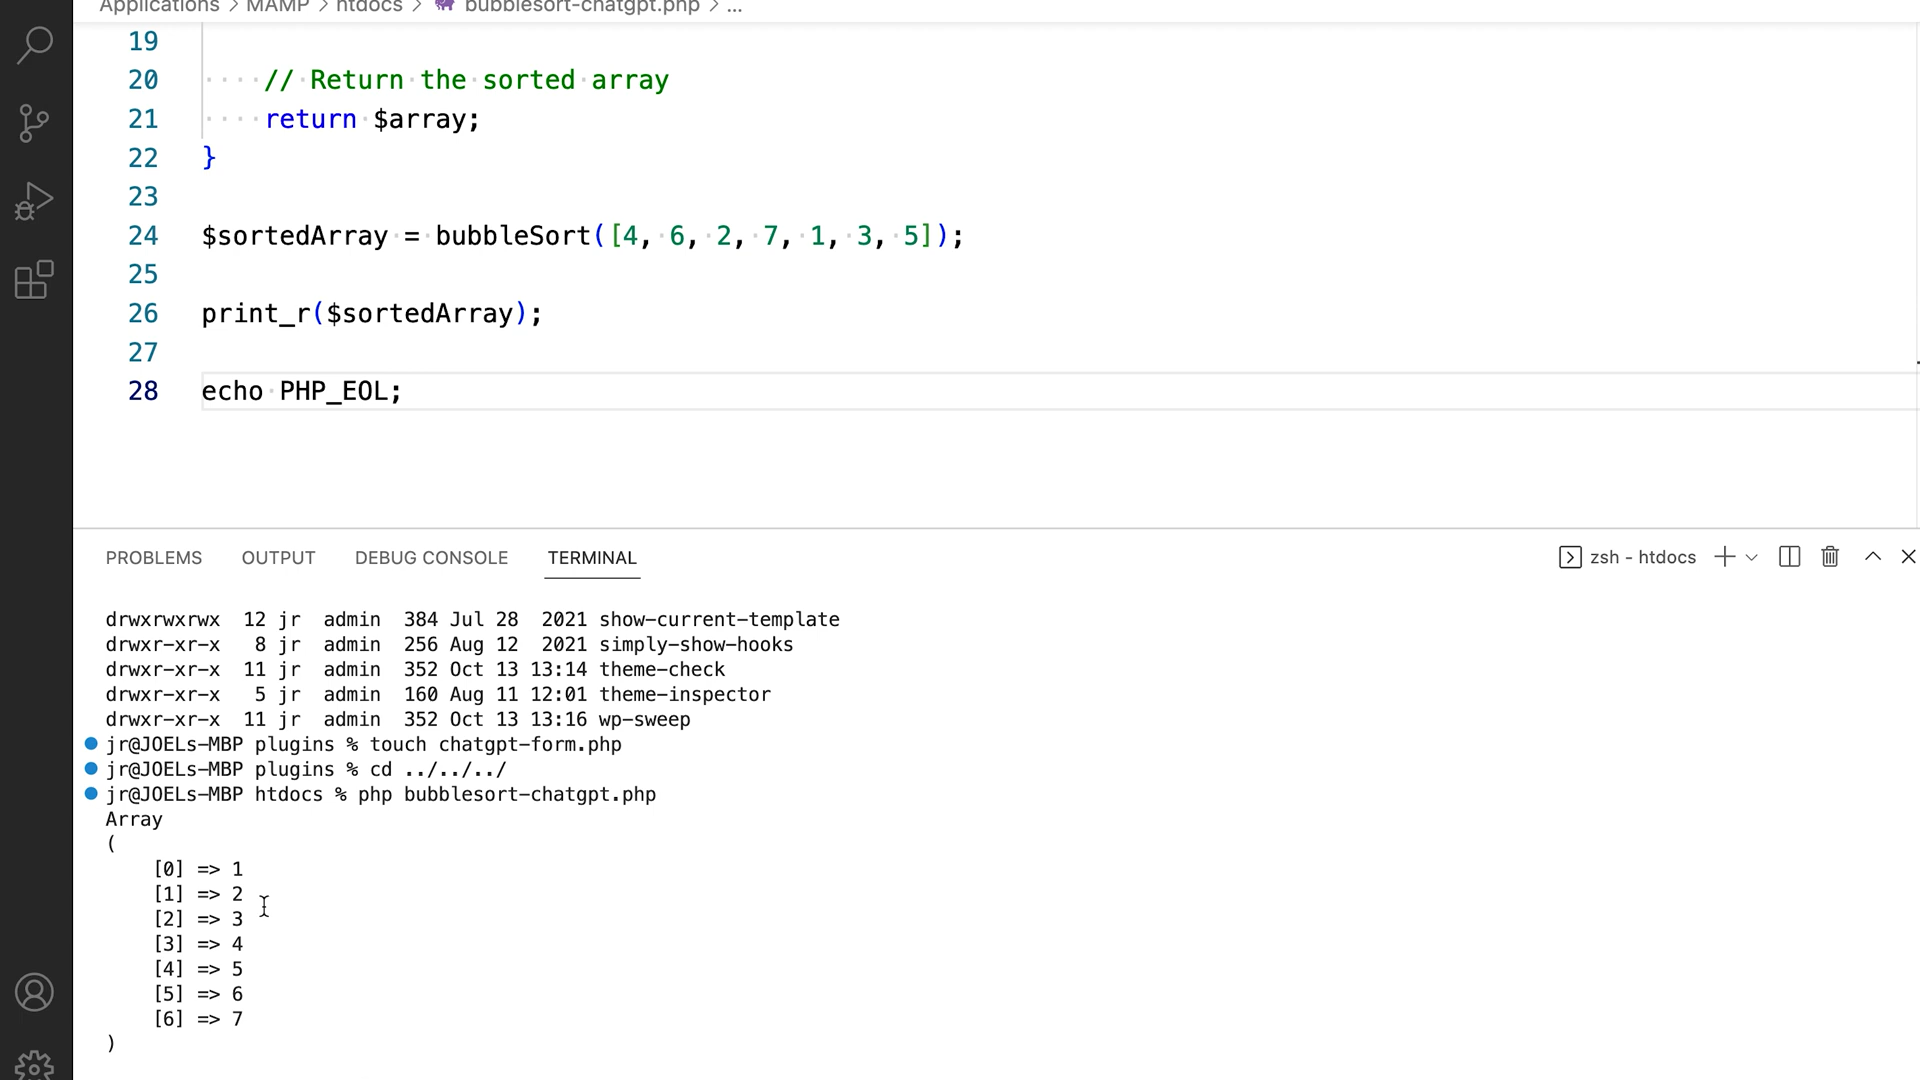 Applications > MAMP > htdocs > bubblesort-chatgpt.php > ...
19
20 // Return the sorted array
21 return $array;
22 }
23
24 $sortedArray = bubbleSort([4, 6, 2, 7, 1, 3, 5]);
25
26 print_r($sortedArray);
27
28 echo PHP_EOL;
PROBLEMS OUTPUT DEBUG CONSOLE TERMINAL zsh - htdocs
drwxrwxrwx 12 jr admin 384 Jul 28 2021 show-current-template
drwxr-xr-x 8 jr admin 256 Aug 12 2021 simply-show-hooks
drwxr-xr-x 11 jr admin 352 Oct 13 13:14 theme-check
drwxr-xr-x 5 jr admin 160 Aug 11 12:01 theme-inspector
drwxr-xr-x 11 jr admin 352 Oct 13 13:16 wp-sweep
jr@JOELs-MBP plugins % touch chatgpt-form.php
jr@JOELs-MBP plugins % cd ../../../
jr@JOELs-MBP htdocs % php bubblesort-chatgpt.php
Array
(
[0] => 1
[1] => 2
[2] => 3
[3] => 4
[4] => 5
[5] => 6
[6] => 7
)